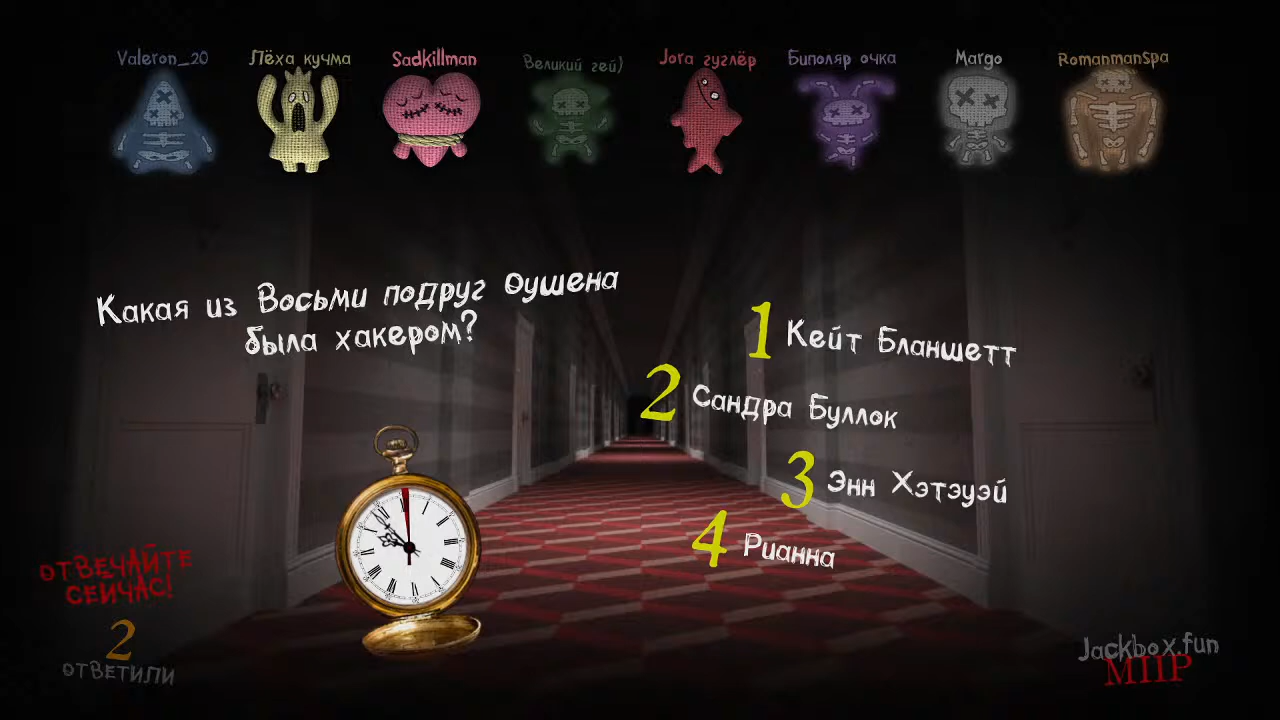 Valeron_20
Лёха кучма
Sadkillman
Великий гей)
Jora гуглёр
Биполяр очка
Margo
RomanmanSpa
Какая из Восьми подруг Оушена
была хакером?
1 Кейт Бланшетт
2 Сандра Буллок
3 Энн Хэтэуэй
4 Рианна
ОТВЕЧАЙТЕ
СЕЙЧАС!
2
ОТВЕТИЛИ
Jackbox.fun
МПР